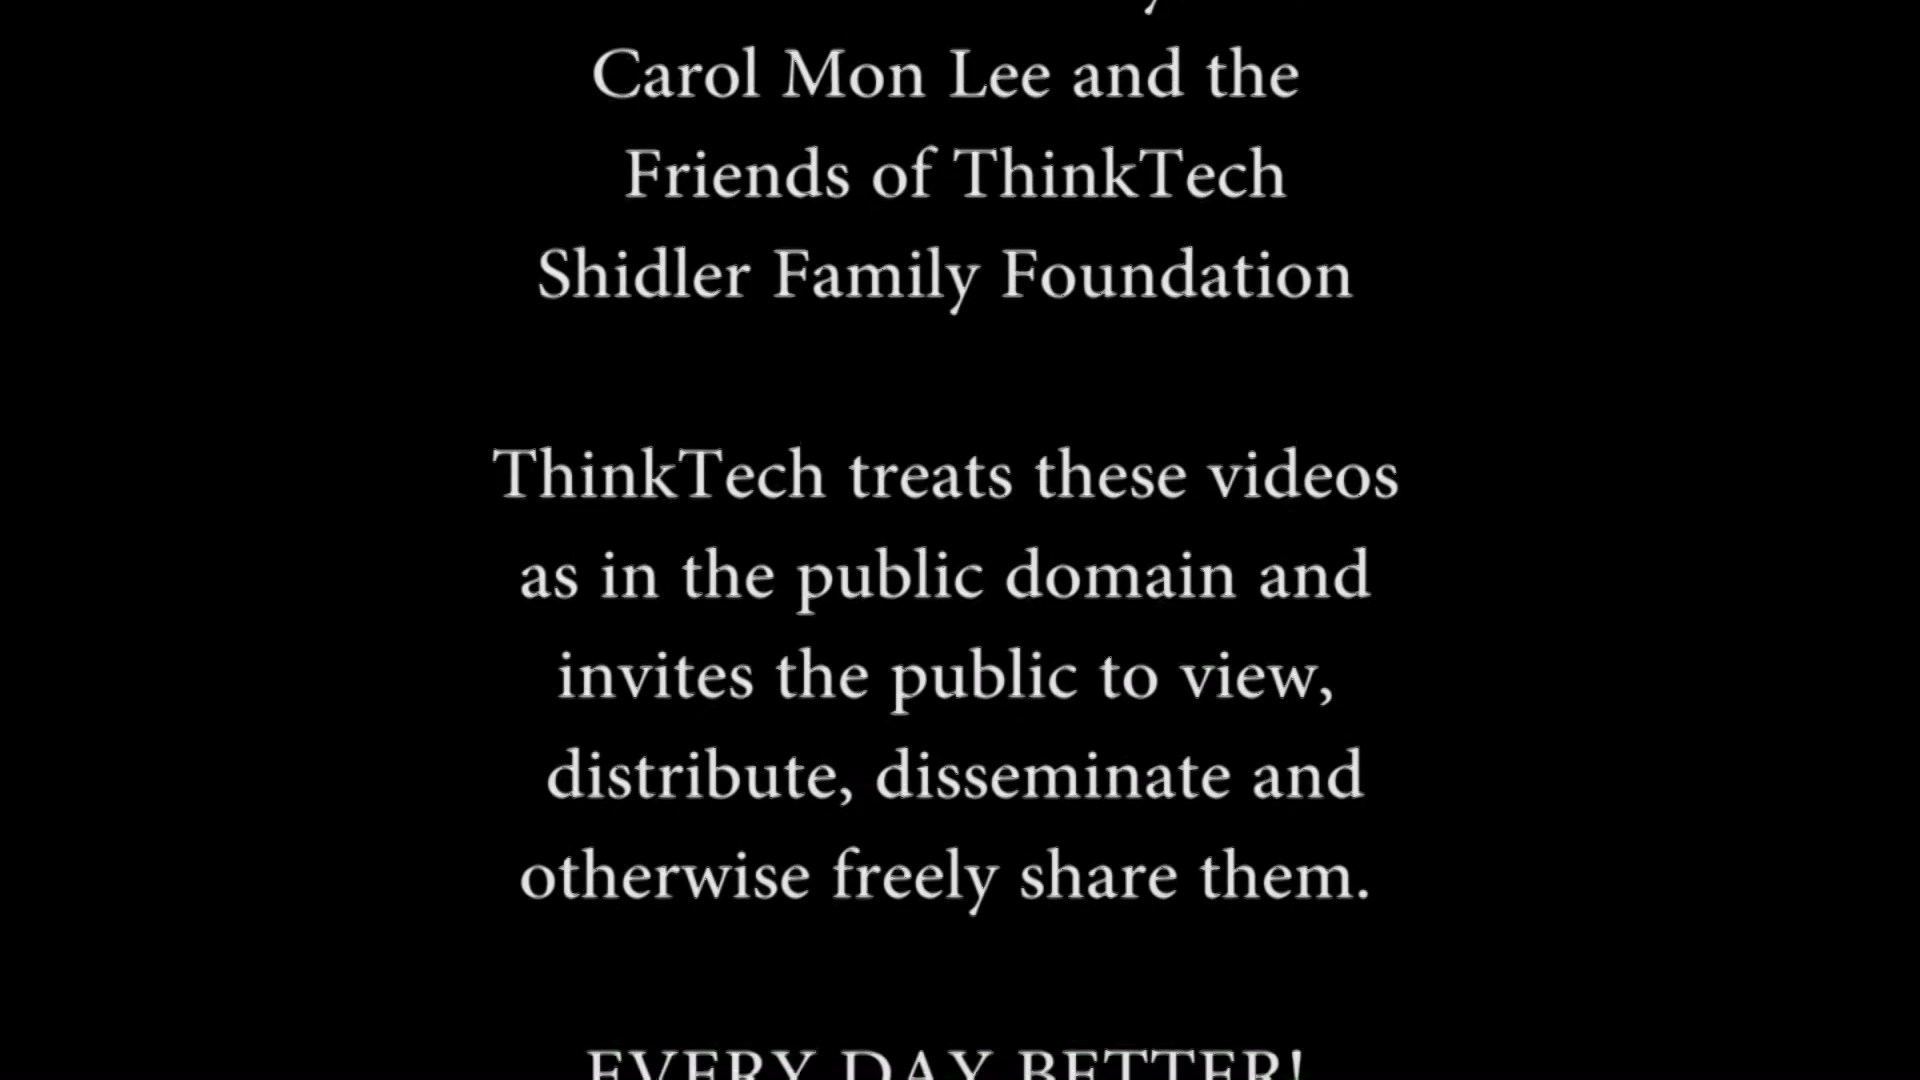 Carol Mon Lee and the
Friends of ThinkTech
Shidler Family Foundation
ThinkTech treats these videos
as in the public domain and
invites the public to view,
distribute, disseminate and
otherwise freely share them.
EVERY DAY BETTER!